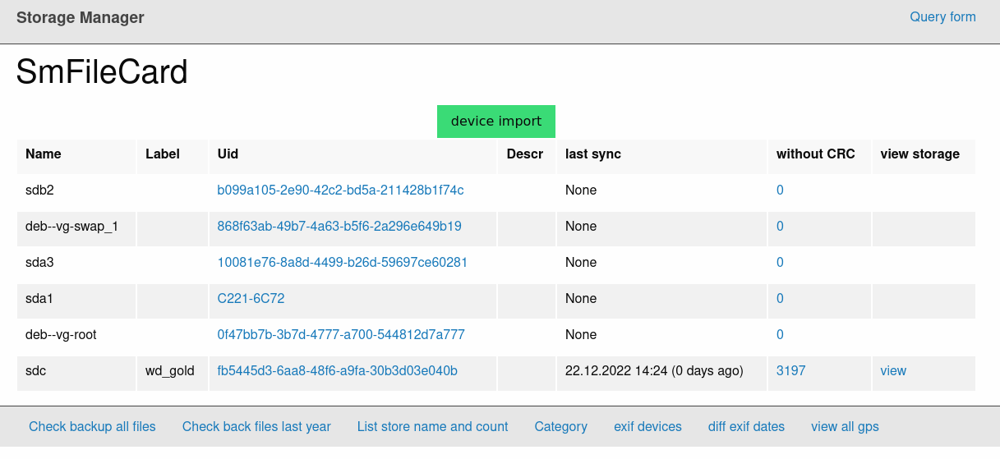 Storage Manager Query form
SmFileCard
device import
Name Label Uid Descr last sync without CRC view storage
sdb2 b099a105-2e90-42c2-bd5a-211428b1f74c None 0
deb--vg-swap_1 868f63ab-49b7-4a63-b5f6-2a296e649b19 None 0
sda3 10081e76-8a8d-4499-b26d-59697ce60281 None 0
sda1 C221-6C72 None 0
deb--vg-root 0f47bb7b-3b7d-4777-a700-544812d7a777 None 0
sdc wd_gold fb5445d3-6aa8-48f6-a9fa-30b3d03e040b 22.12.2022 14:24 (0 days ago) 3197 view
Check backup all files Check back files last year List store name and count Category exif devices diff exif dates view all gps